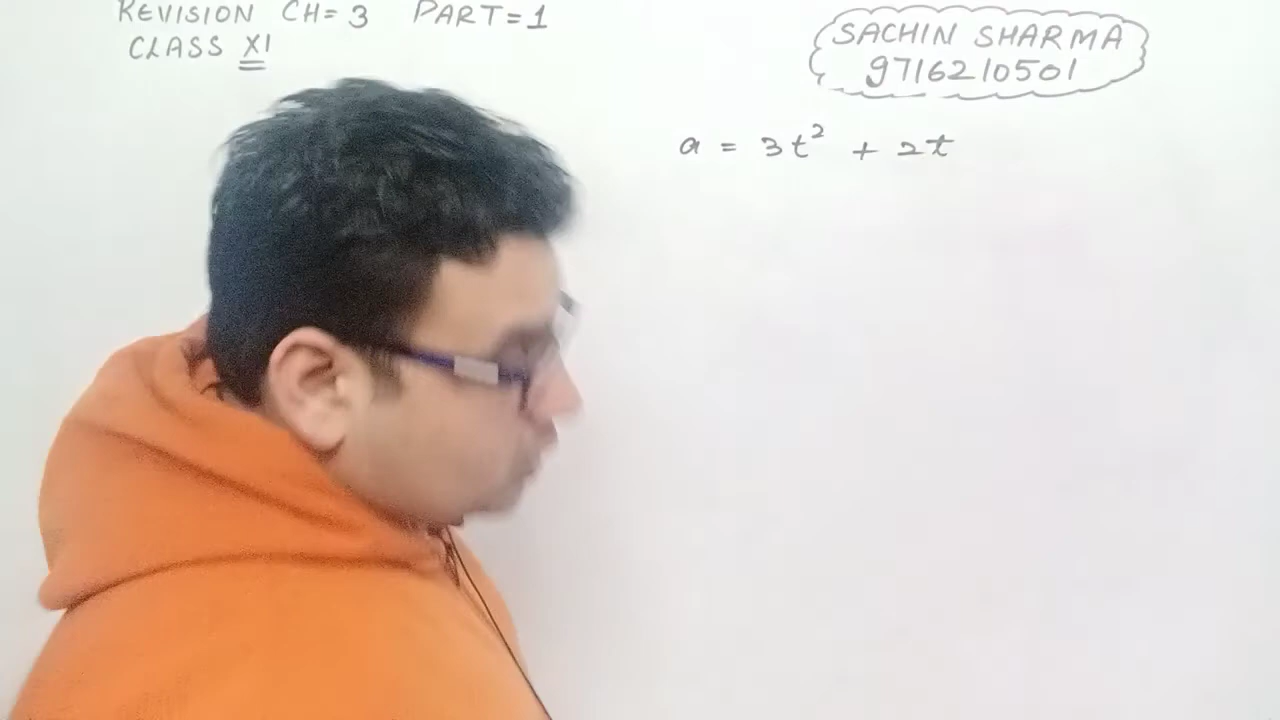 REVISION CH= 3 PART=1
CLASS XI
SACHIN SHARMA
9716210501
a = 3t² + 2t